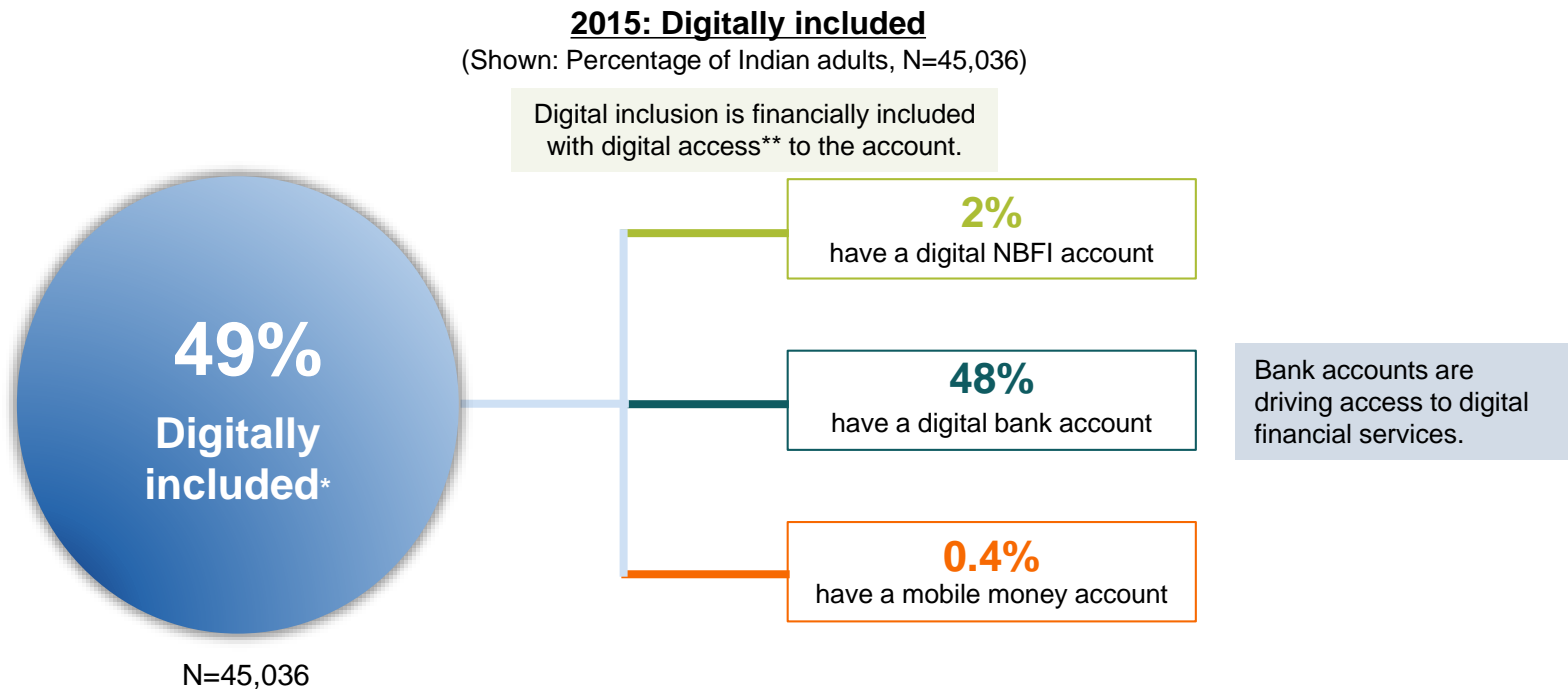 2015: Digitally included
(Shown: Percentage of Indian adults, N=45,036)
Digital inclusion is financially included
with digital access** to the account.
49%
Digitally
included*
N=45,036
2%
have a digital NBFI account
48%
have a digital bank account
0.4%
have a mobile money account
Bank accounts are
driving access to digital
financial services.